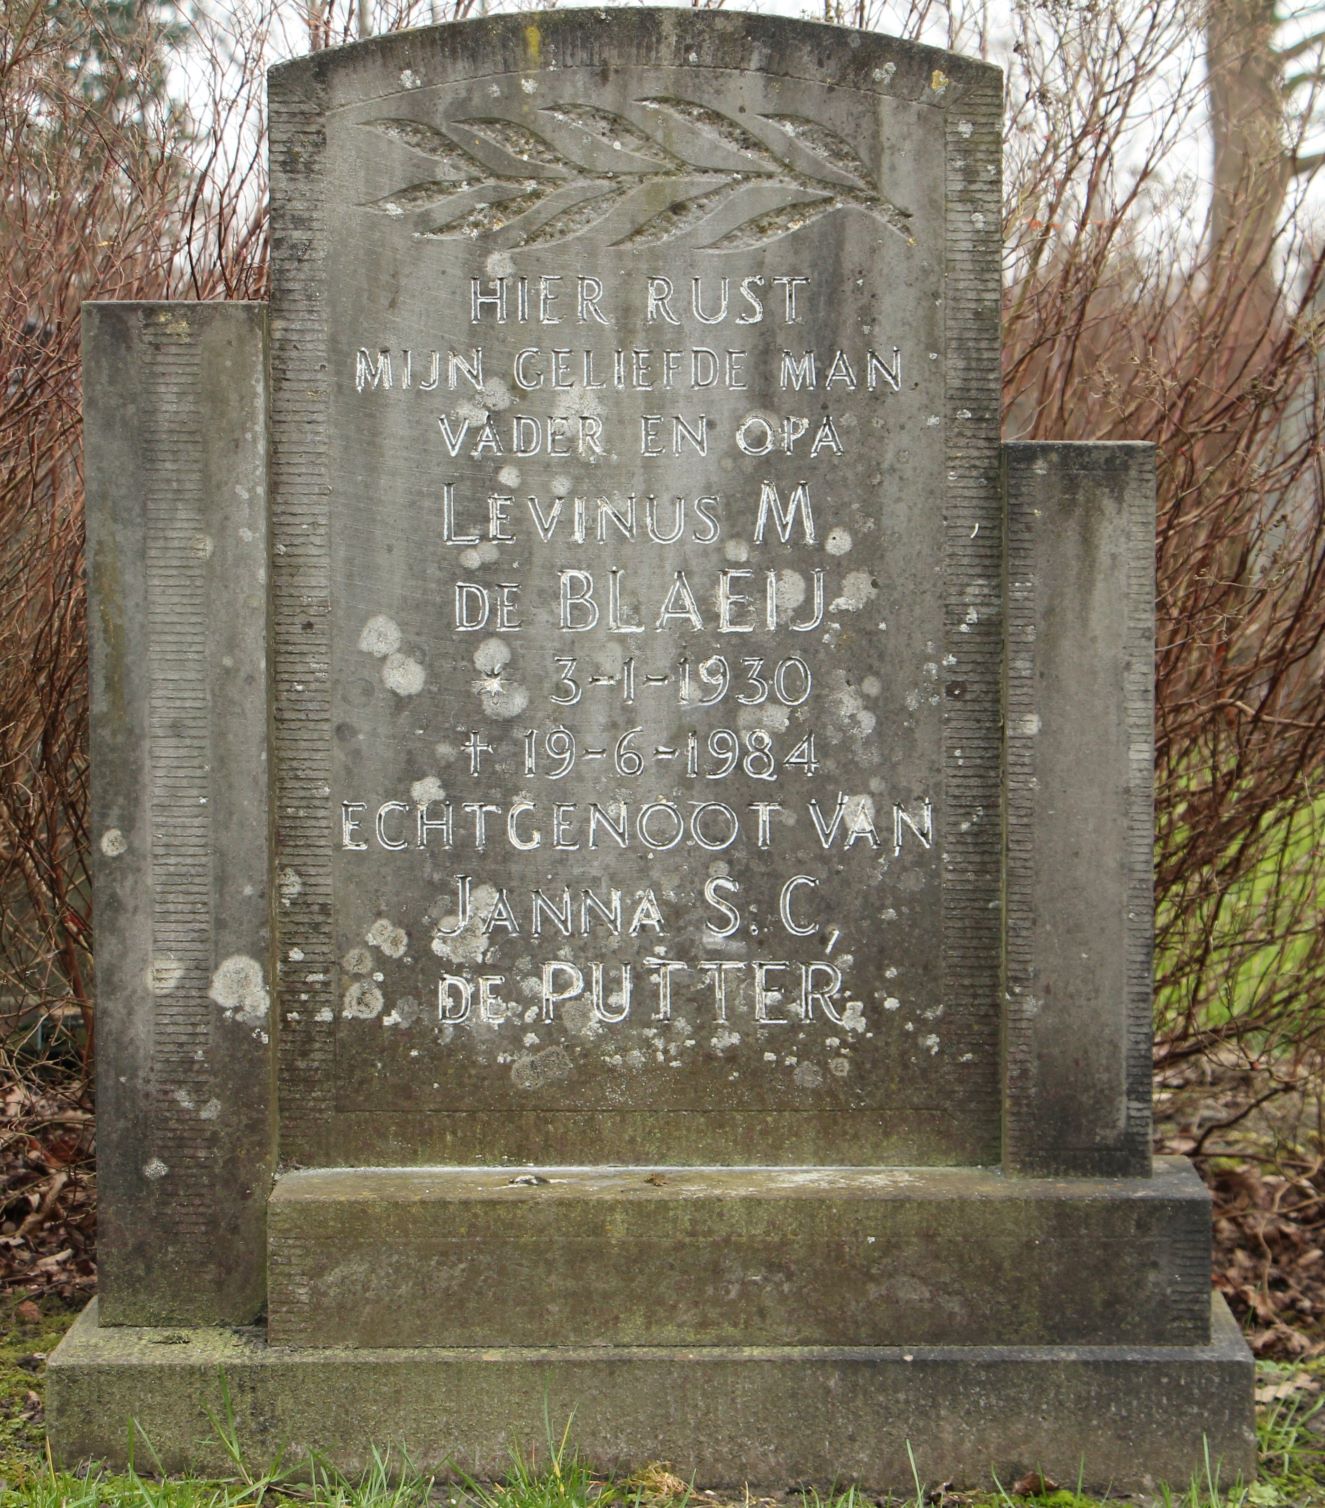 HIER RUST
MIJN GELIEFDE MAN
VADER EN OPA
LEVINUS M
DE BLAEIJ
* 3-1-1930
† 19-6-1984
ECHTGENOOT VAN
JANNA S. C,
DE PUTTER